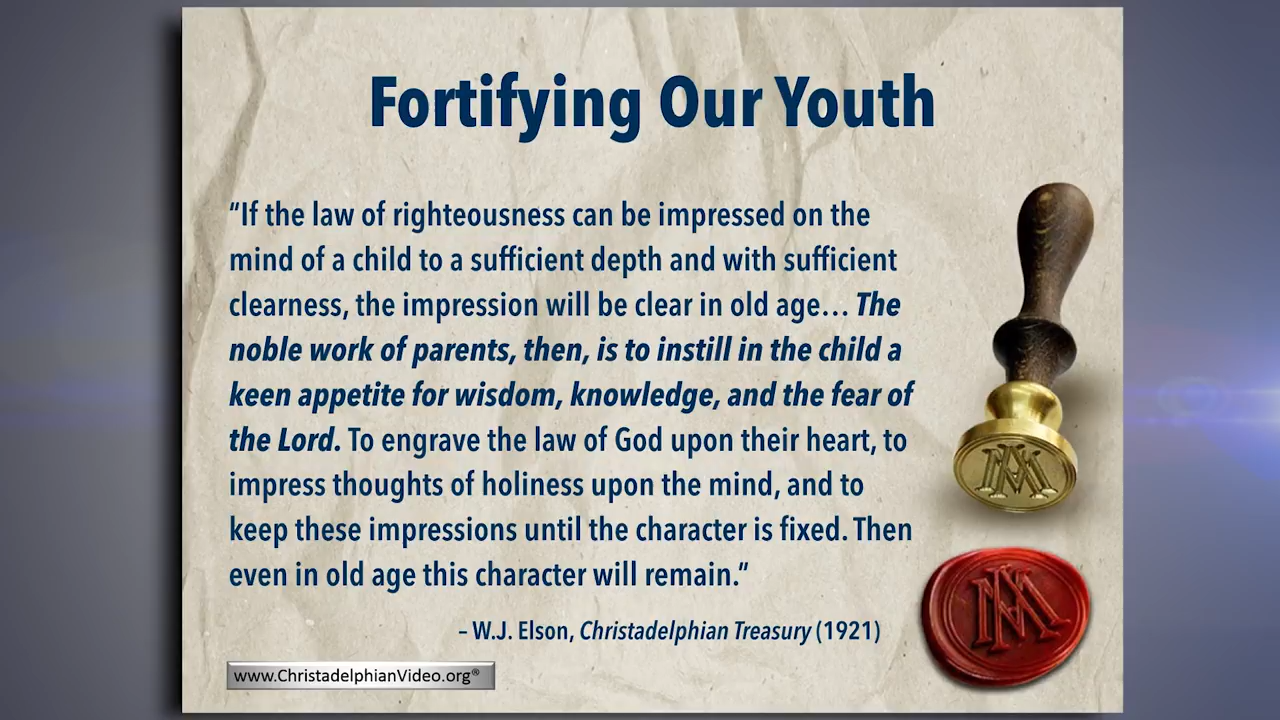 Fortifying Our Youth
“If the law of righteousness can be impressed on the
mind of a child to a sufficient depth and with sufficient
clearness, the impression will be clear in old age… The
noble work of parents, then, is to instill in the child a
keen appetite for wisdom, knowledge, and the fear of
the Lord. To engrave the law of God upon their heart, to
impress thoughts of holiness upon the mind, and to
keep these impressions until the character is fixed. Then
even in old age this character will remain.”
– W.J. Elson, Christadelphian Treasury (1921)
www.ChristadelphianVideo.org®